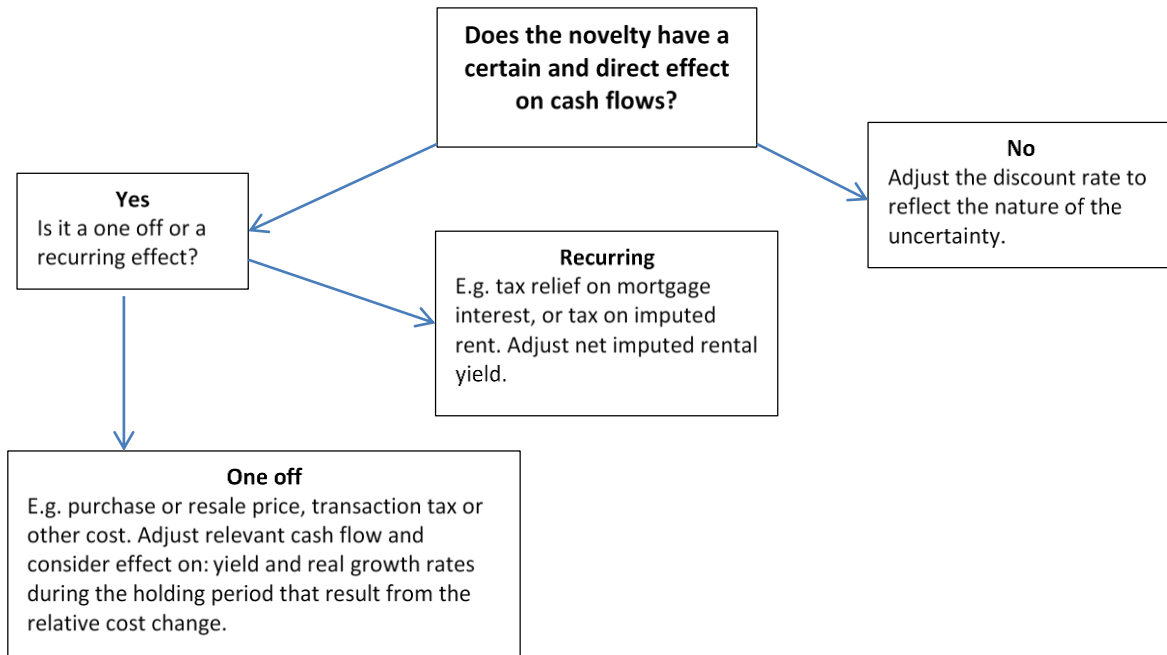 Does the novelty have a
certain and direct effect
on cash flows?
No
Adjust the discount rate to
reflect the nature of the
uncertainty.
Yes
Is it a one off or a
recurring effect?
Recurring
E.g. tax relief on mortgage
interest, or tax on imputed
rent. Adjust net imputed rental
yield.
One off
E.g. purchase or resale price, transaction tax or
other cost. Adjust relevant cash flow and
consider effect on: yield and real growth rates
during the holding period that result from the
relative cost change.